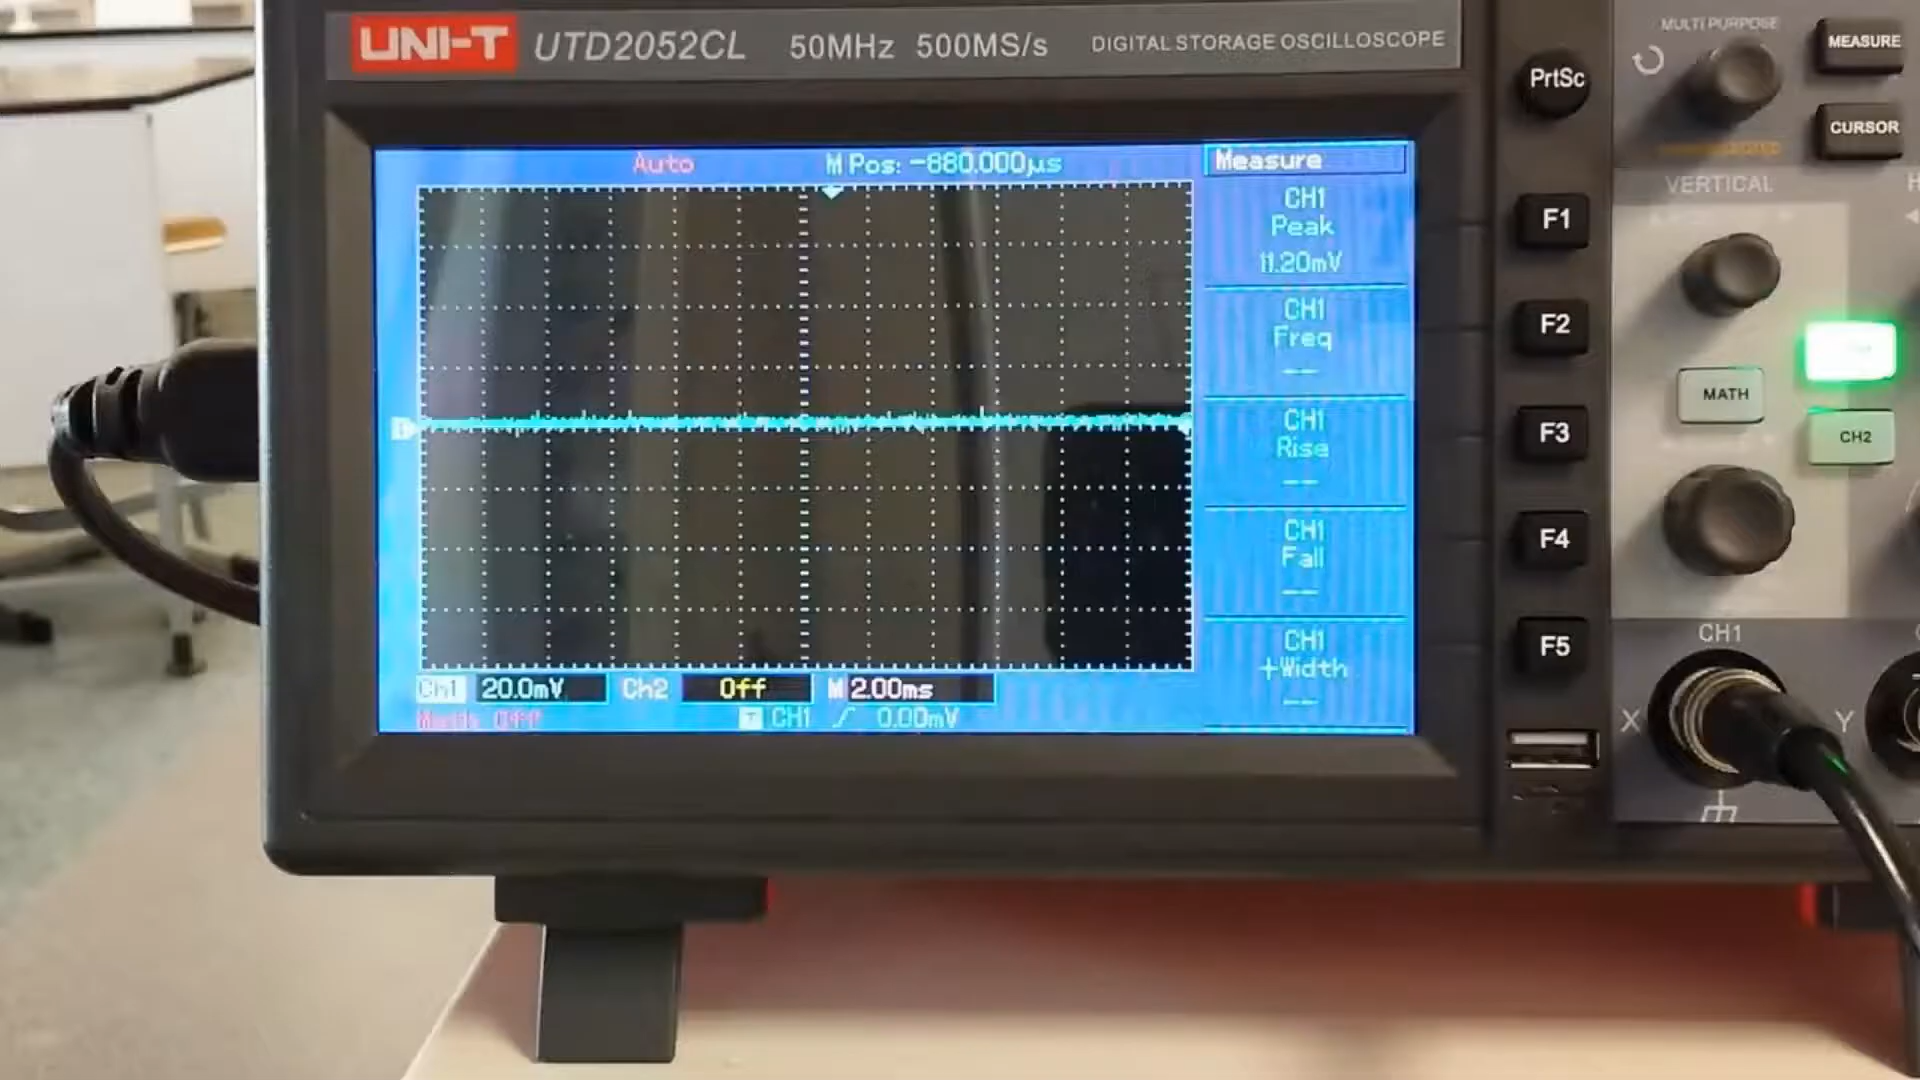 UNI-T UTD2052CL 50MHz 500MS/s DIGITAL STORAGE OSCILLOSCOPE
MULTI PURPOSE
MEASURE
PrtSc
CURSOR
Auto M Pos: -880.000µs
Measure
CH1
Peak
11.20mV
CH1
Freq
CH1
Rise
CH1
Fall
CH1
+Width
Ch1 20.0mV Ch2 Off M 2.00ms
Math Off T CH1 0.00mV
F1
F2
F3
F4
F5
VERTICAL
H
MATH
CH2
CH1
X
Y